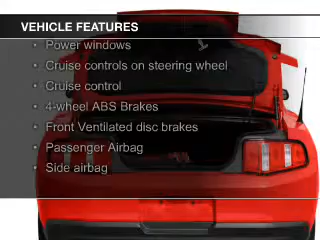 VEHICLE FEATURES
• Power windows
• Cruise controls on steering wheel
• Cruise control
• 4-wheel ABS Brakes
• Front Ventilated disc brakes
• Passenger Airbag
• Side airbag